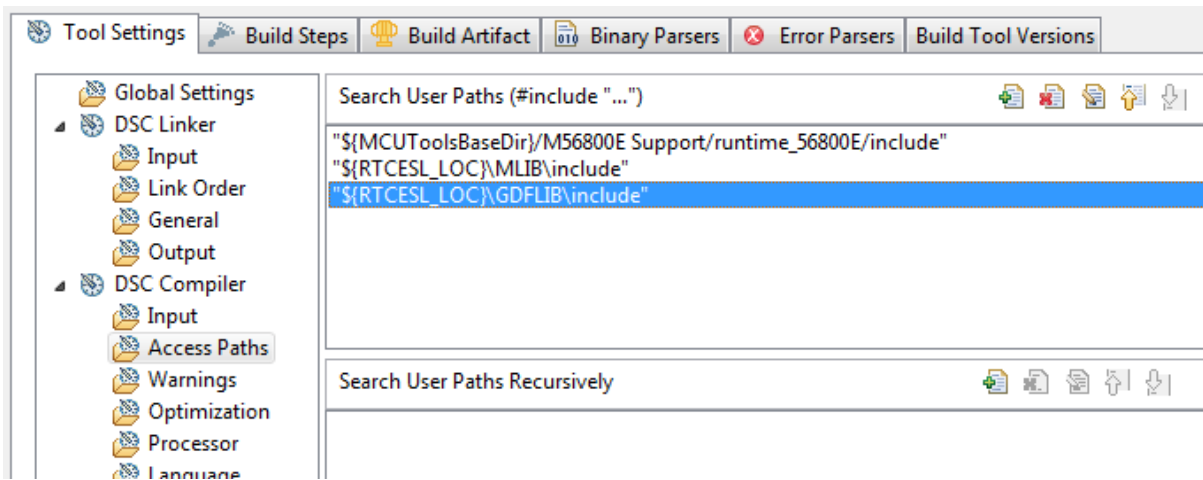 Tool Settings Build Steps Build Artifact 010 Binary Parsers Error Parsers Build Tool Versions
Global Settings
DSC Linker
Input
Link Order
General
Output
DSC Compiler
Input
Access Paths
Warnings
Optimization
Processor
Language
Search User Paths (#include "...")
"${MCUToolsBaseDir}/M56800E Support/runtime_56800E/include"
"${RTCESL_LOC}\MLIB\include"
"${RTCESL_LOC}\GDFLIB\include"
Search User Paths Recursively